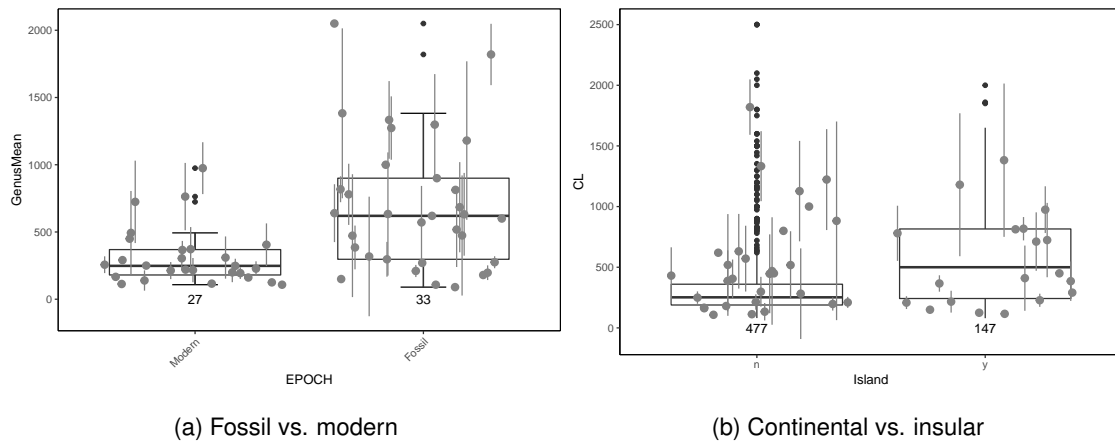 2000
1500
1000
500
0
GenusMean
27
33
Modern
Fossil
EPOCH
(a) Fossil vs. modern
2500
2000
1500
1000
500
0
CL
477
147
n
y
Island
(b) Continental vs. insular